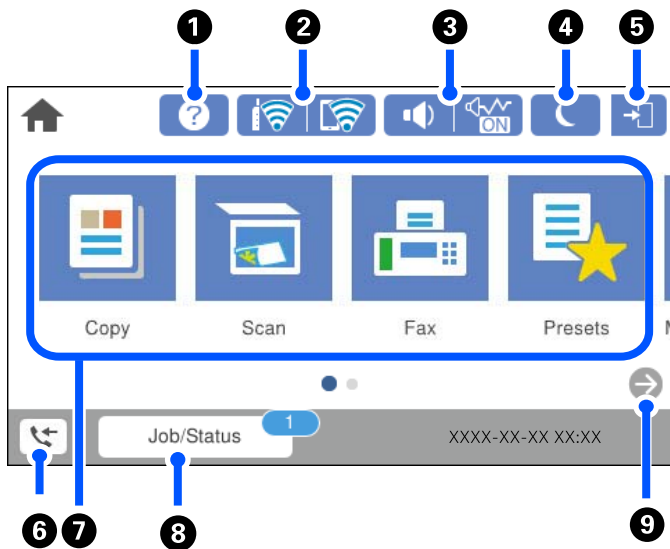 1 2 3 4 5
?
ON
Copy Scan Fax Presets
Job/Status 1 XXXX-XX-XX XX:XX
6 7 8 9